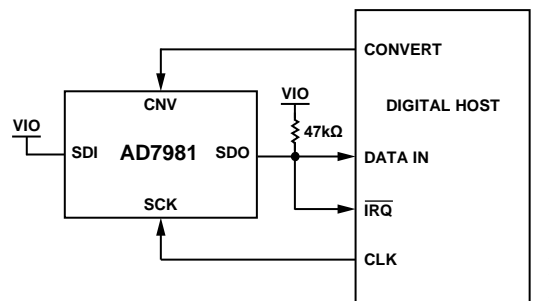 CONVERT
VIO
CNV
DIGITAL HOST
VIO
47kΩ
SDI
AD7981
SDO
DATA IN
SCK
IRQ
CLK